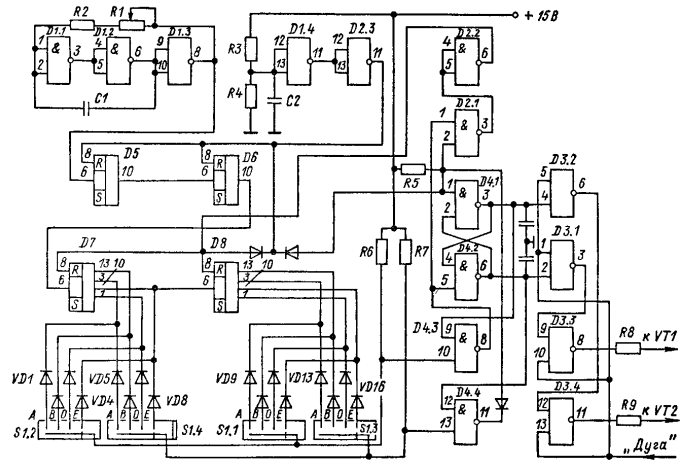 R2 R1 D1.1 D1.2 D1.3
1 & 3 4 & 6 9 8
2 5 10
C1
R3 D1.4 D2.3
12 11 12 11
13 13
R4 C2
+ 15В
D2.2
4 & 6
5
D2.1
1 & 3
2
D5 D6
8 R 8 R
6 10 6 10
S S
R5
D4.1
1 & 3
2
D4.2
4 & 6
5
D3.2
5 6
4
D3.1
1 3
2
D7 D8
8 R 13 10 8 R 13 10
6 3 6 3
1 1
S S
R6 R7
D4.3
9 & 8
10
D3.3
9 8
10
R8 к VT1
VD1 VD5 VD9 VD13 VD16
VD4 VD8
D4.4
12 & 11
13
D3.4
12 11
13
R9 к VT2
A B O E A B O E A B O E A B O E
S1.2 S1.4 S1.1 S1.3
„Дуга"